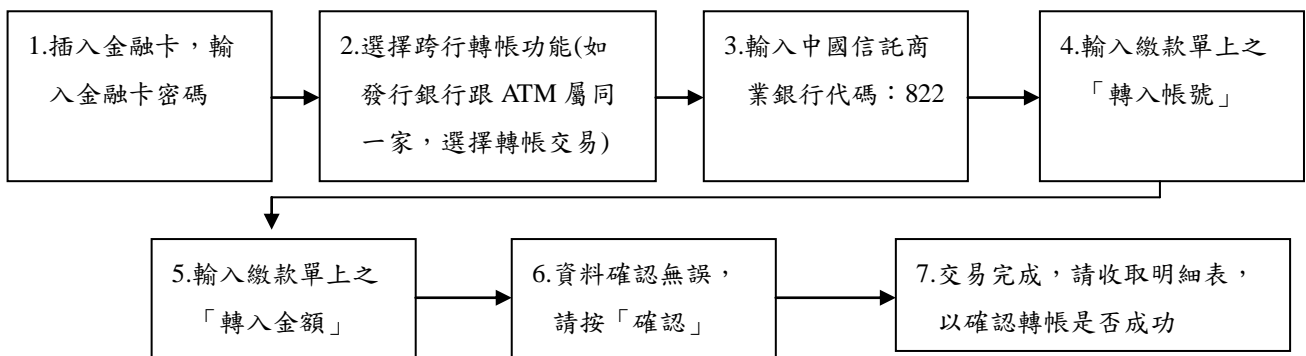 1.插入金融卡，輸
入金融卡密碼
2.選擇跨行轉帳功能(如
發行銀行跟 ATM 屬同
一家，選擇轉帳交易)
3.輸入中國信託商
業銀行代碼：822
4.輸入繳款單上之
「轉入帳號」
5.輸入繳款單上之
「轉入金額」
6.資料確認無誤，
請按「確認」
7.交易完成，請收取明細表，
以確認轉帳是否成功